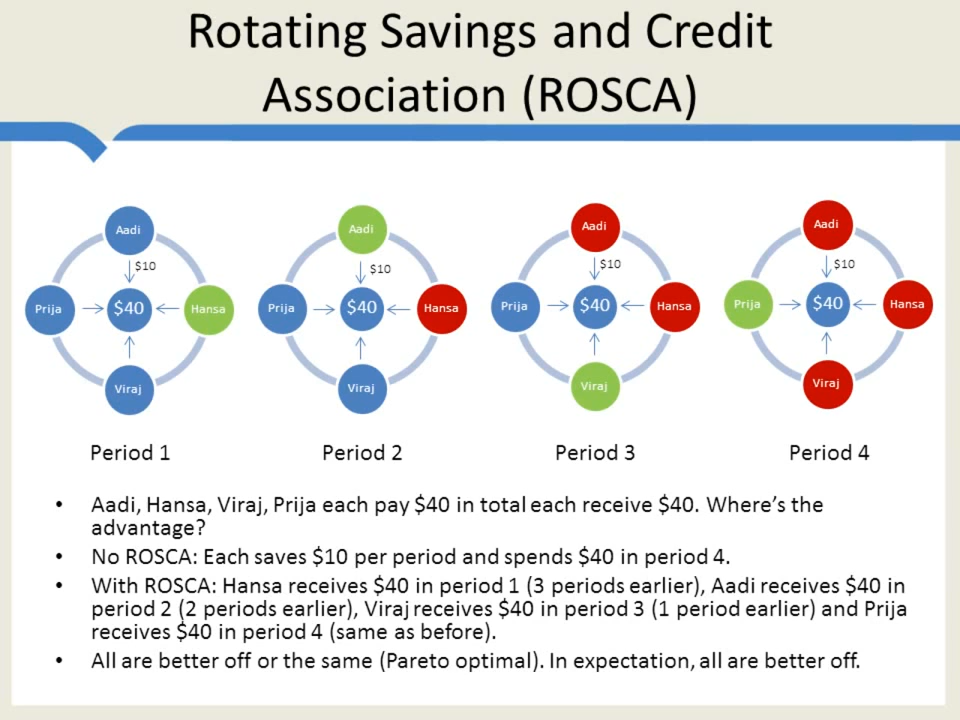 Rotating Savings and Credit
Association (ROSCA)
Aadi
$10
Prija
$40
Hansa
Viraj
Period 1
Aadi
$10
Prija
$40
Hansa
Viraj
Period 2
Aadi
$10
Prija
$40
Hansa
Viraj
Period 3
Aadi
$10
Prija
$40
Hansa
Viraj
Period 4
• Aadi, Hansa, Viraj, Prija each pay $40 in total each receive $40. Where's the
advantage?
• No ROSCA: Each saves $10 per period and spends $40 in period 4.
• With ROSCA: Hansa receives $40 in period 1 (3 periods earlier), Aadi receives $40 in
period 2 (2 periods earlier), Viraj receives $40 in period 3 (1 period earlier) and Prija
receives $40 in period 4 (same as before).
• All are better off or the same (Pareto optimal). In expectation, all are better off.